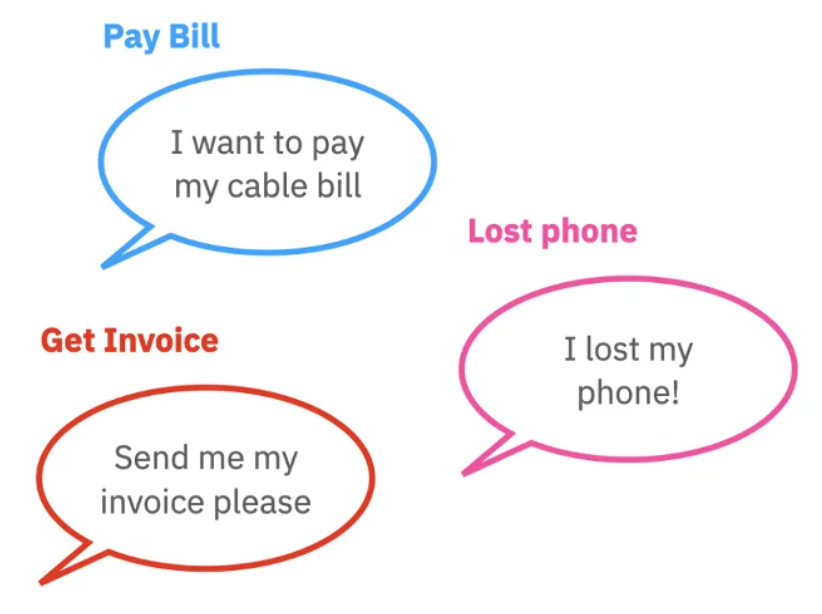 Pay Bill
I want to pay
my cable bill
Lost phone
I lost my
phone!
Get Invoice
Send me my
invoice please